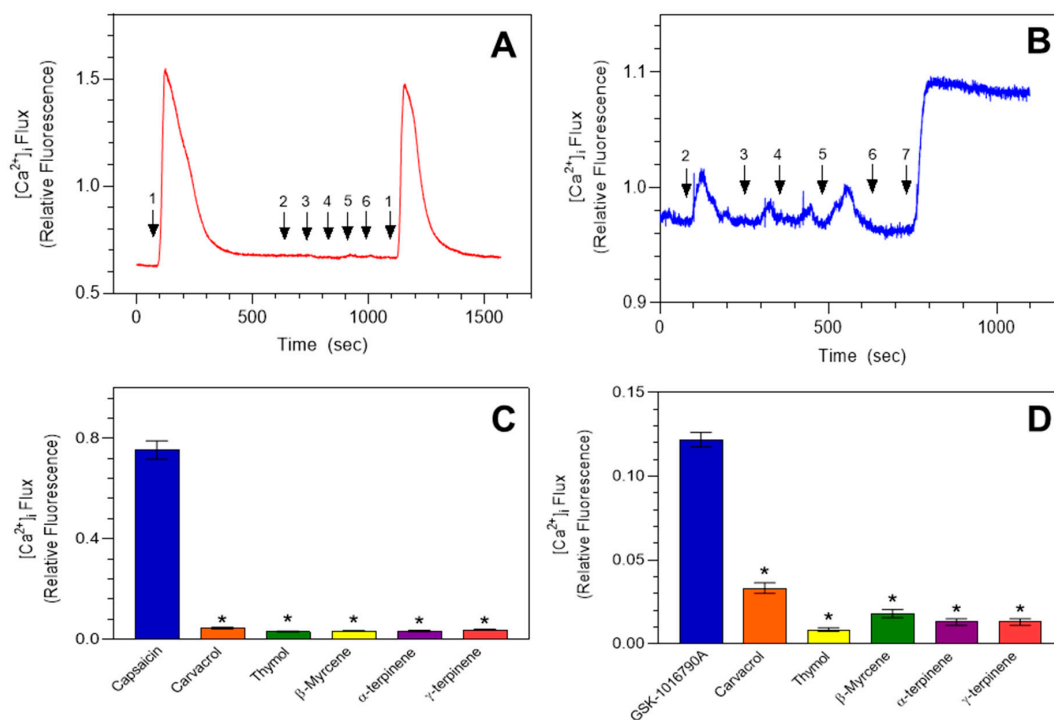 A
[Ca²⁺]ᵢ Flux
(Relative Fluorescence)
1.5
1.0
0.5
1
2
3
4
5
6
1
0
500
1000
1500
Time (sec)
B
[Ca²⁺]ᵢ Flux
(Relative Fluorescence)
1.1
1.0
0.9
2
3
4
5
6
7
0
500
1000
Time (sec)
C
[Ca²⁺]ᵢ Flux
(Relative Fluorescence)
0.8
0.4
0.0
* * * * *
Capsaicin
Carvacrol
Thymol
β-Myrcene
α-terpinene
γ-terpinene
D
[Ca²⁺]ᵢ Flux
(Relative Fluorescence)
0.15
0.10
0.05
0.00
* * * * *
GSK-1016790A
Carvacrol
Thymol
β-Myrcene
α-terpinene
γ-terpinene